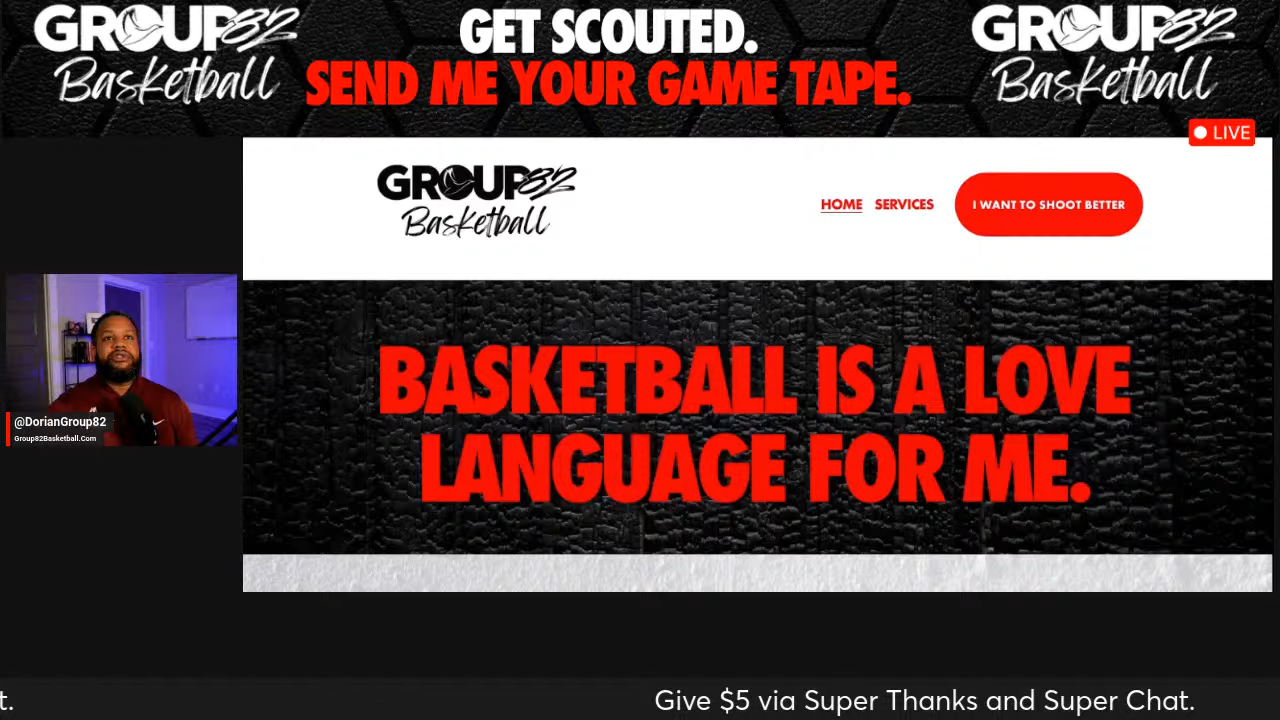 GROUP82
Basketball
GET SCOUTED.
SEND ME YOUR GAME TAPE.
GROUP82
Basketball
LIVE
GROUP82
Basketball
HOME
SERVICES
I WANT TO SHOOT BETTER
BASKETBALL IS A LOVE
LANGUAGE FOR ME.
@DorianGroup82
Group82Basketball.Com
t.
Give $5 via Super Thanks and Super Chat.